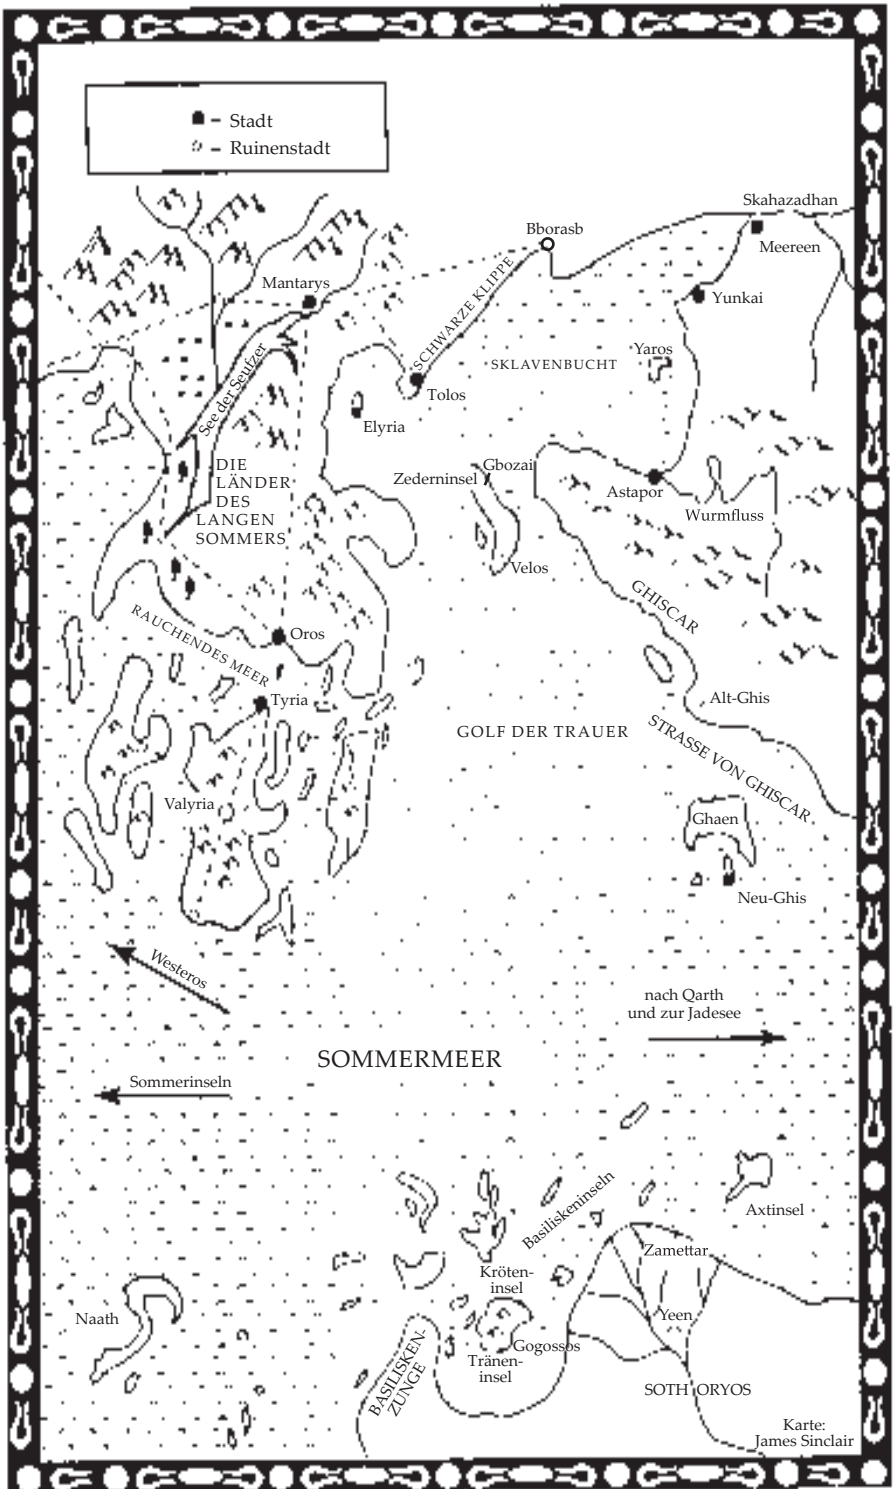 - Stadt
- Ruinenstadt
Skahazadhan
Bborasb
Meereen
Mantarys
Yunkai
SCHWARZE KLIPPE
SKLAVENBUCHT
Yaros
See der Seufzer
Tolos
Elyria
DIE
LÄNDER
DES
LANGEN
SOMMERS
Gbozai
Zederninsel
Astapor
Wurmfluss
Velos
GHISCAR
RAUCHENDES MEER
Oros
Tyria
Alt-Ghis
GOLF DER TRAUER
STRASSE VON GHISCAR
Valyria
Ghaen
Neu-Ghis
Westeros
nach Qarth
und zur Jadesee
SOMMERMEER
Sommerinseln
Basiliskeninseln
Axtinsel
Zamettar
Kröten-
insel
Naath
Yeen
Gogossos
Tränen-
insel
BASILISKEN-
ZUNGE
SOTHORYOS
Karte:
James Sinclair